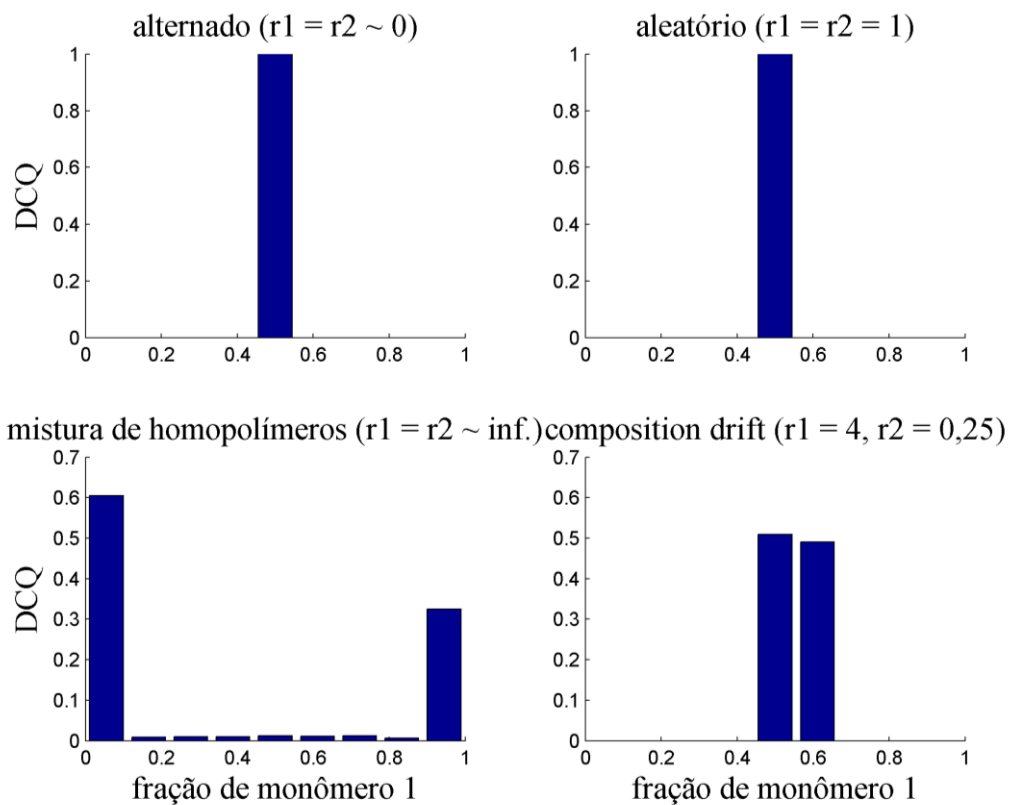 alternado (r1 = r2 ~ 0)
1
0.8
0.6
0.4
0.2
0
DCQ
0 0.2 0.4 0.6 0.8 1
aleatório (r1 = r2 = 1)
1
0.8
0.6
0.4
0.2
0
0 0.2 0.4 0.6 0.8 1
mistura de homopolímeros (r1 = r2 ~ inf.)
0.7
0.6
0.5
0.4
0.3
0.2
0.1
0
DCQ
0 0.2 0.4 0.6 0.8 1
fração de monômero 1
composition drift (r1 = 4, r2 = 0,25)
0.7
0.6
0.5
0.4
0.3
0.2
0.1
0
0 0.2 0.4 0.6 0.8 1
fração de monômero 1